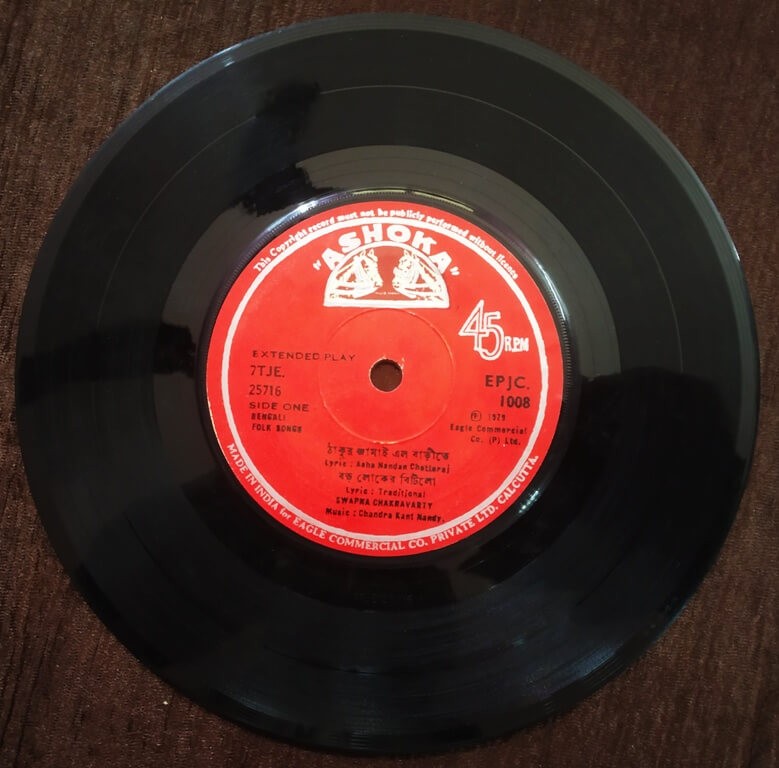 This Copyright record must not be publicly performed without license
"ASHOKA"
45 R.P.M
EXTENDED PLAY
7TJE.
25716
SIDE ONE
BENGALI
FOLK SONGS
EPJC.
1008
Ⓟ 1979
Eagle Commercial
Co. (P) Ltd.
ঠাকুর জামাই এল বাড়ীতে
Lyric : Asha Nandan Chattaraj
বড় লোকের বিটিলো
Lyric : Traditional
SWAPNA CHAKRAVARTY
Music : Chandra Kant Nandy.
MADE IN INDIA for EAGLE COMMERCIAL CO. PRIVATE LTD. CALCUTTA.